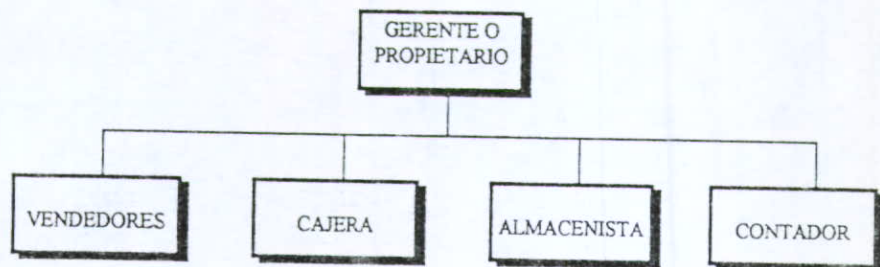 GERENTE O
PROPIETARIO
VENDEDORES
CAJERA
ALMACENISTA
CONTADOR